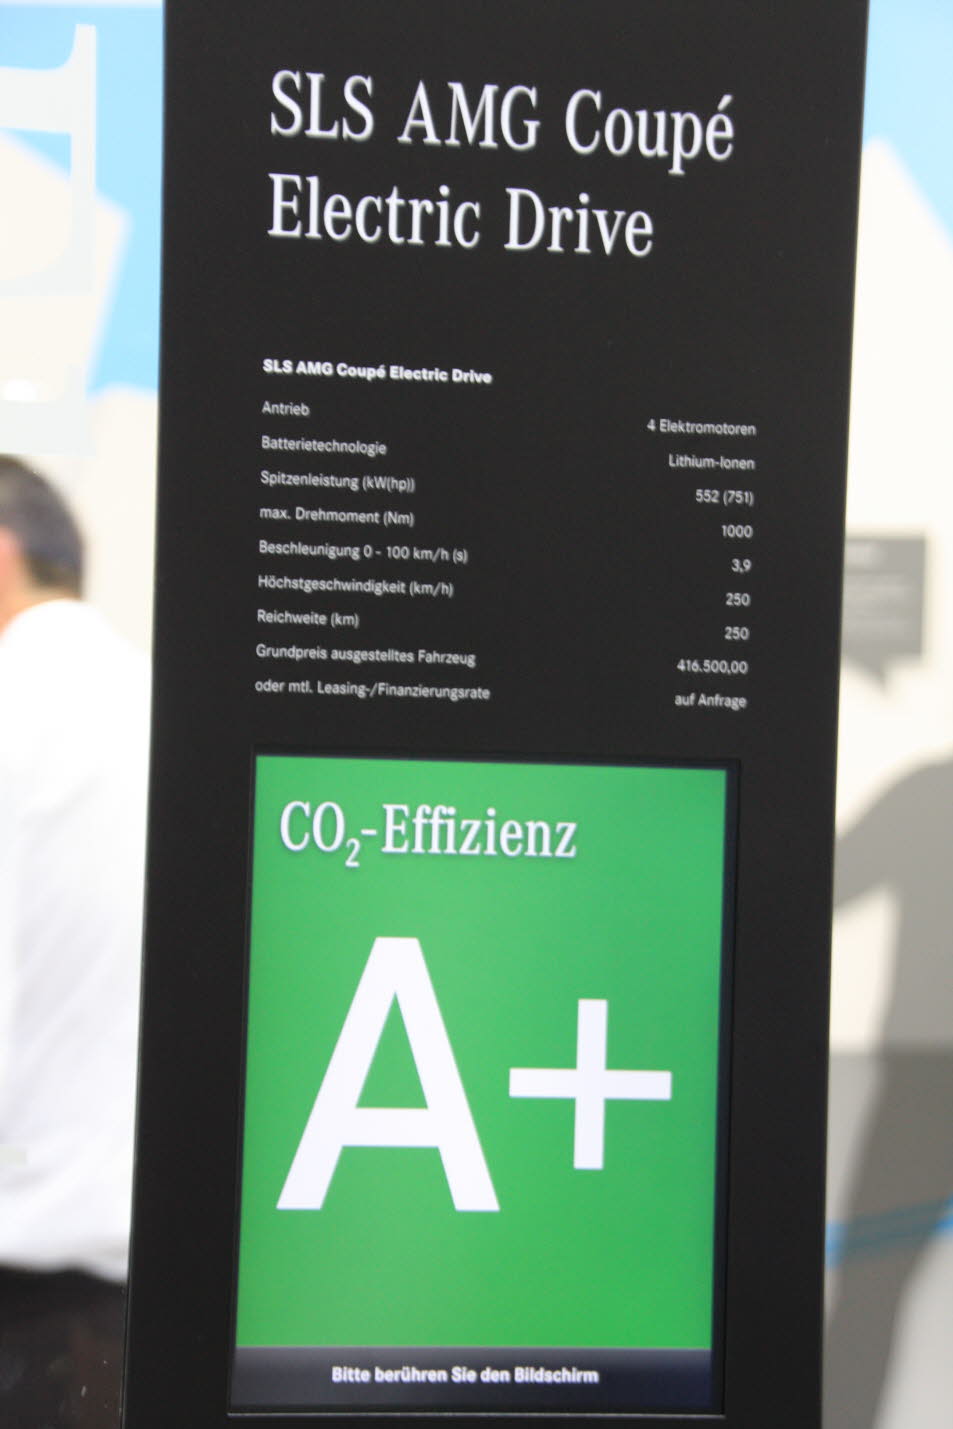 SLS AMG Coupé
Electric Drive
SLS AMG Coupé Electric Drive
Antrieb 4 Elektromotoren
Batterietechnologie Lithium-Ionen
Spitzenleistung (kW(hp)) 552 (751)
max. Drehmoment (Nm) 1000
Beschleunigung 0 - 100 km/h (s) 3,9
Höchstgeschwindigkeit (km/h) 250
Reichweite (km) 250
Grundpreis ausgestelltes Fahrzeug 416.500,00
oder mtl. Leasing-/Finanzierungsrate auf Anfrage
CO₂-Effizienz
A+
Bitte berühren Sie den Bildschirm